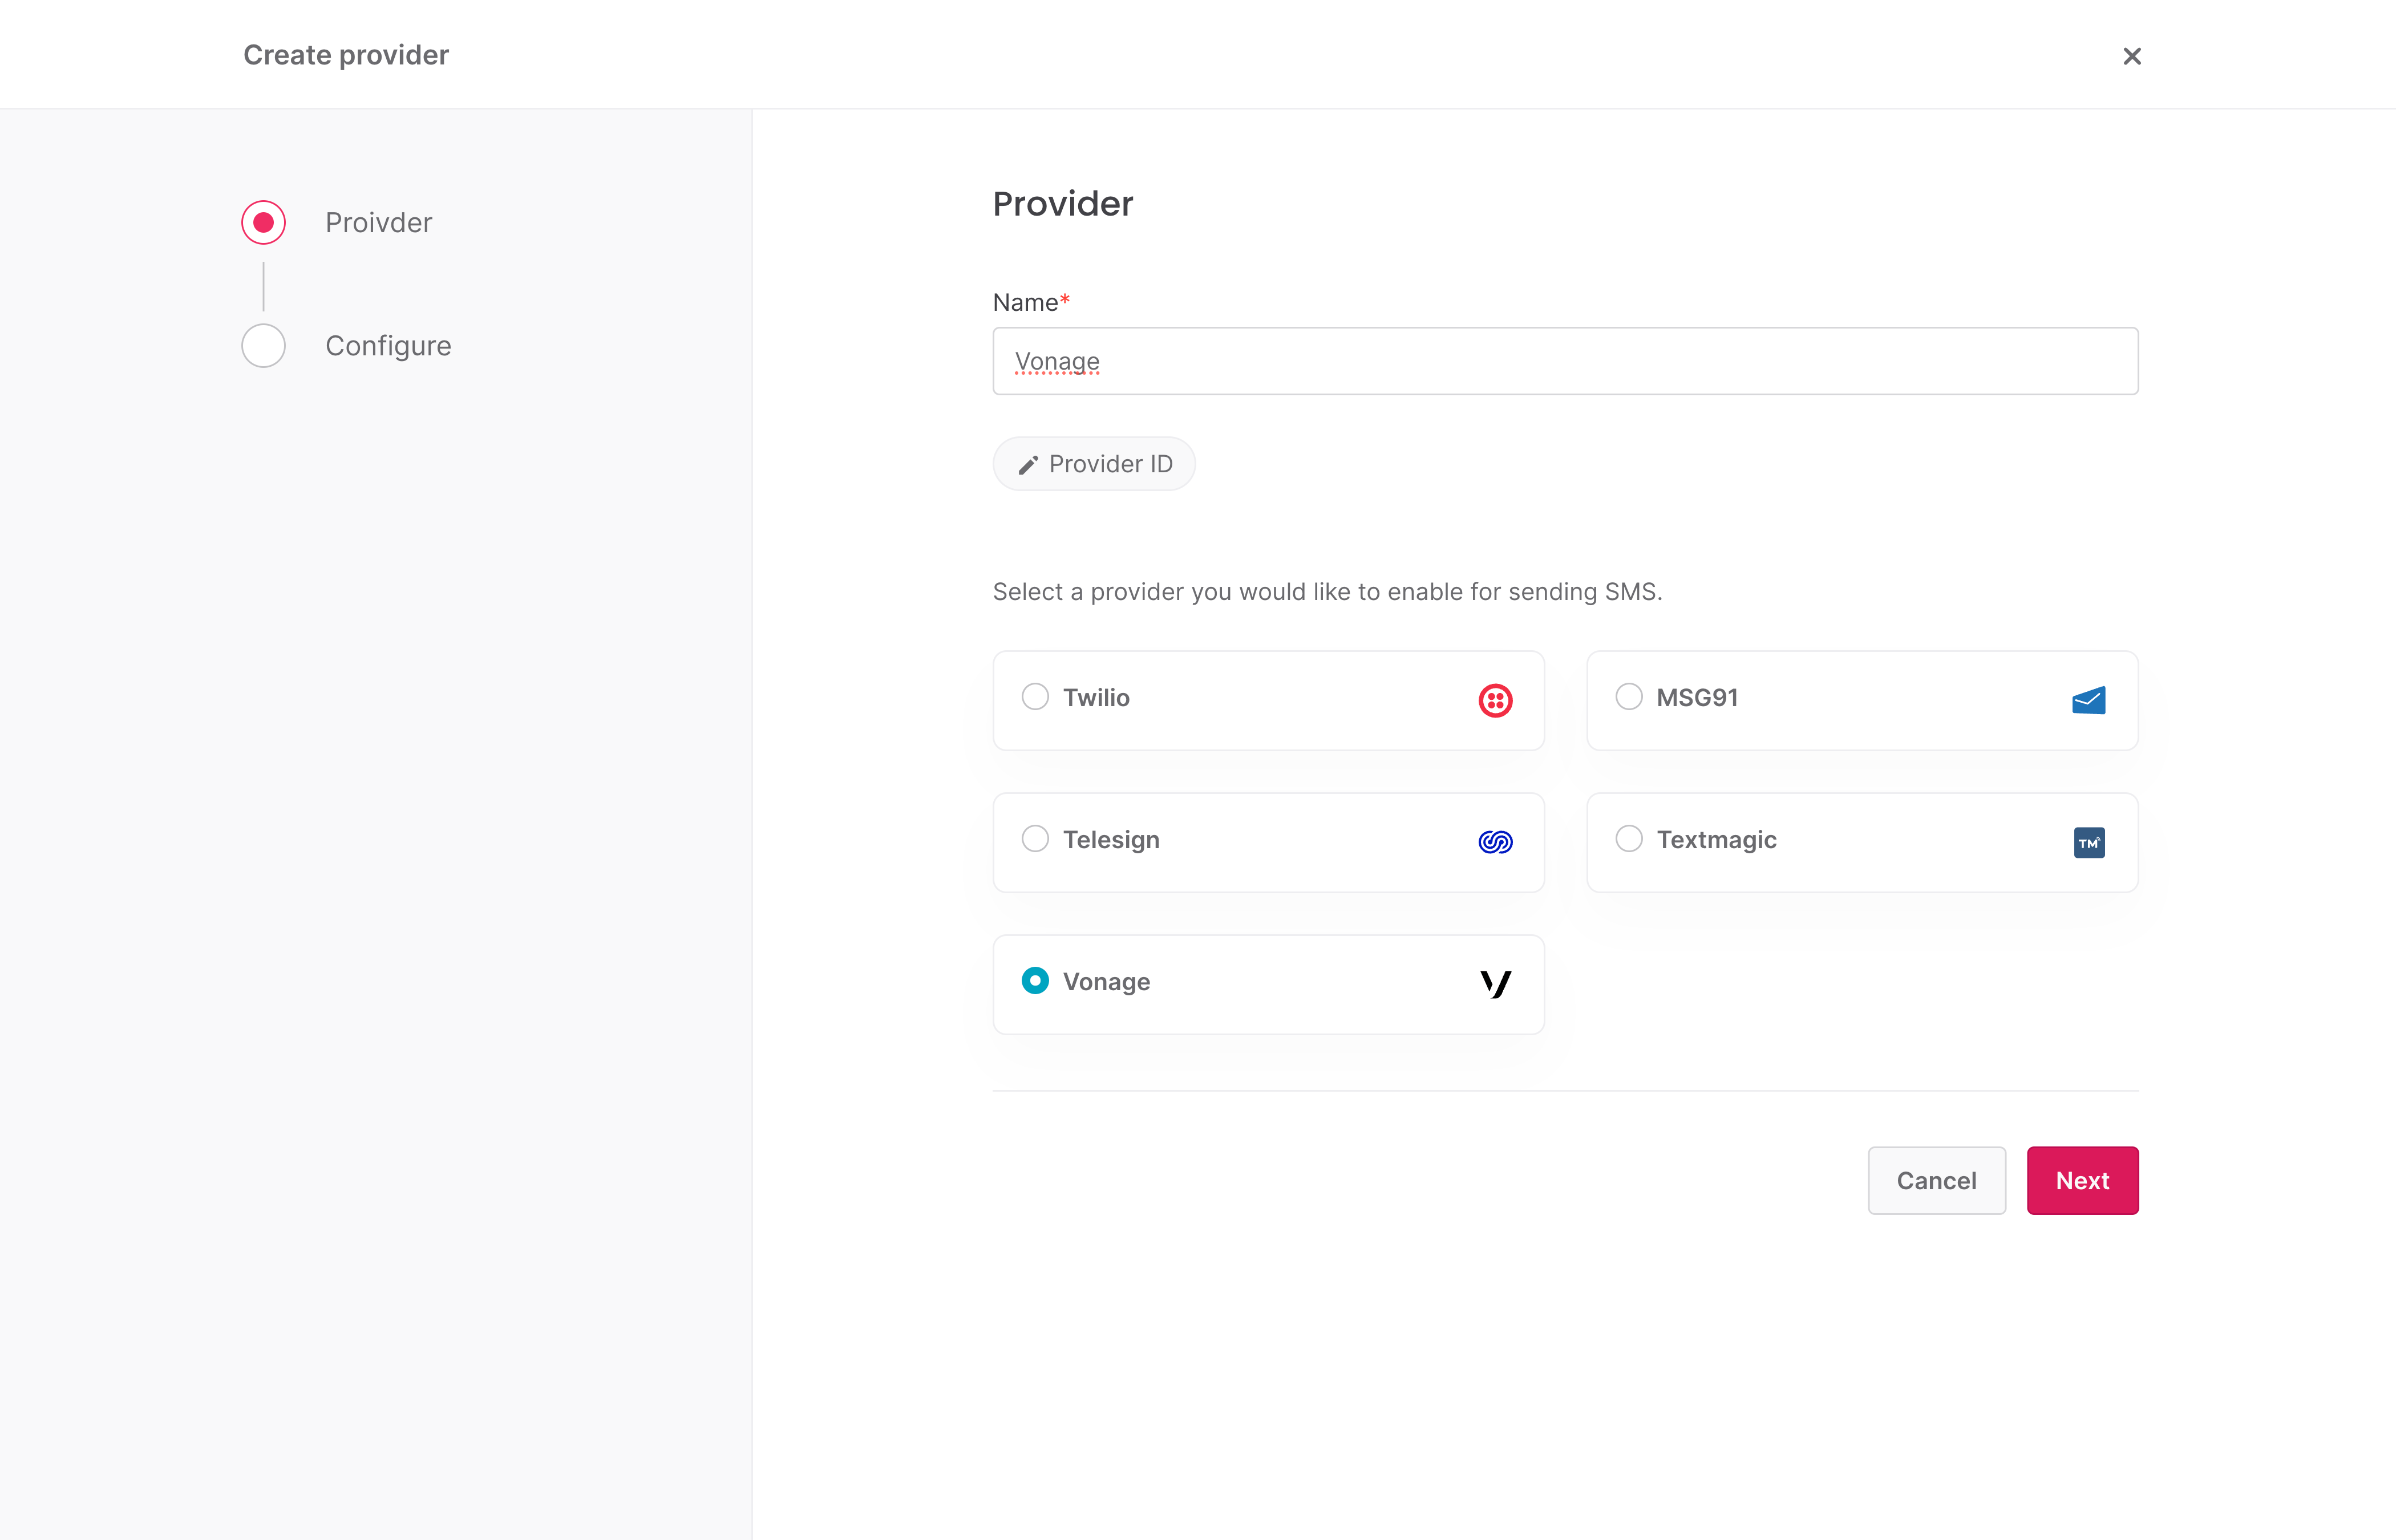 Create provider
Proivder
Configure
Provider
Name*
Vonage
Provider ID
Select a provider you would like to enable for sending SMS.
Twilio
MSG91
Telesign
Textmagic
TM
Vonage
Cancel
Next